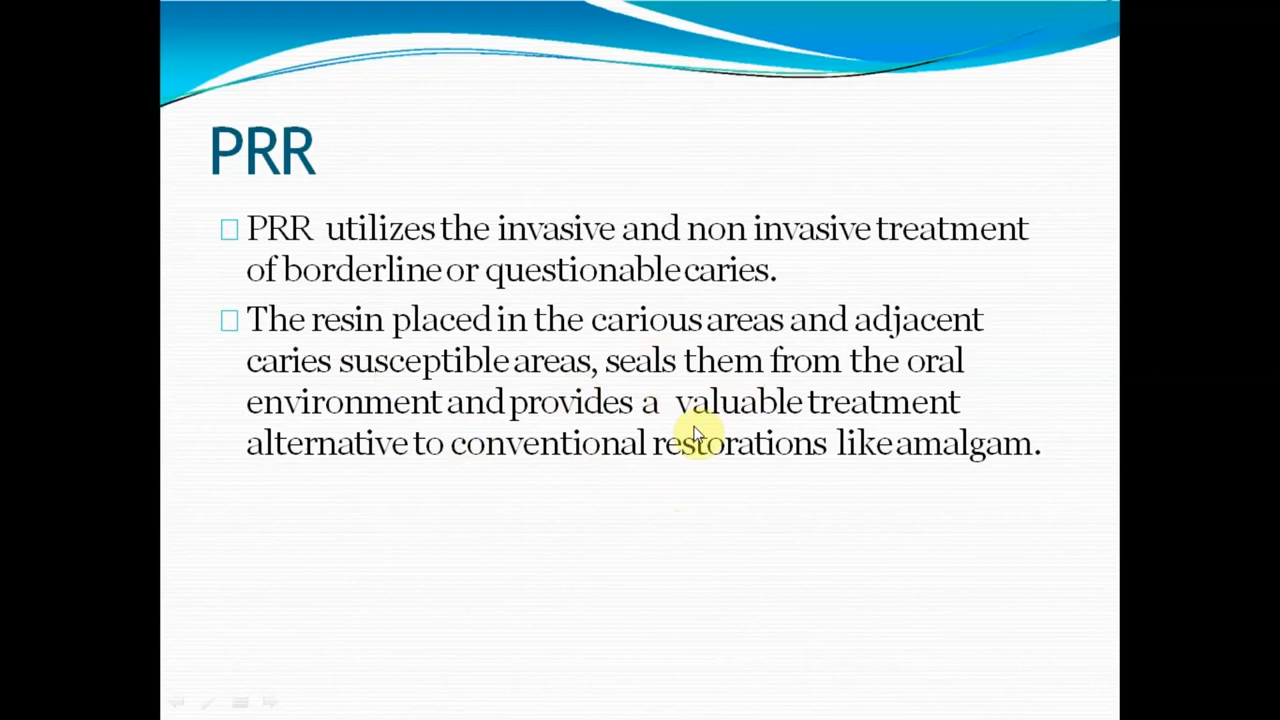 PRR
PRR utilizes the invasive and non invasive treatment
of borderline or questionable caries.
The resin placed in the carious areas and adjacent
caries susceptible areas, seals them from the oral
environment and provides a valuable treatment
alternative to conventional restorations like amalgam.